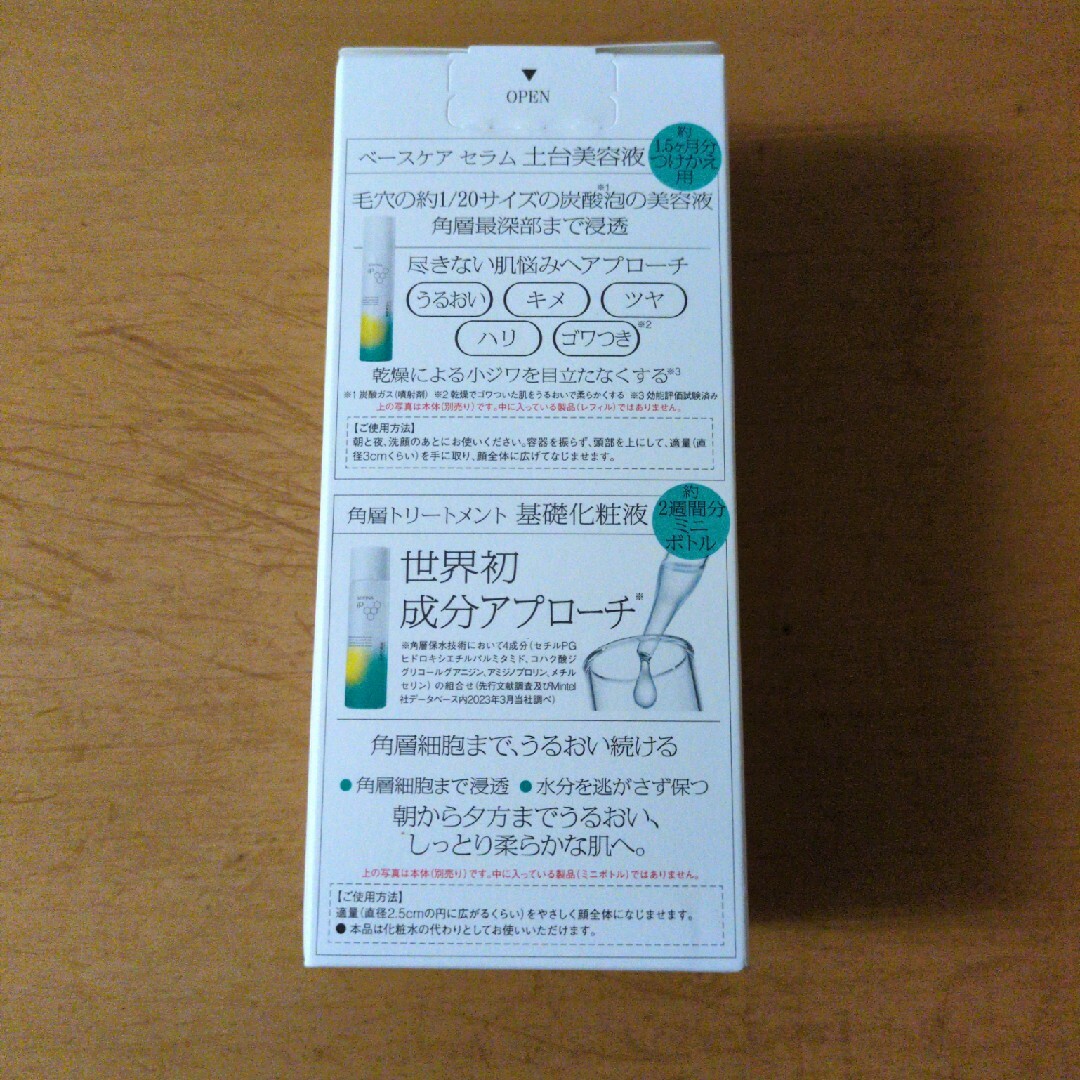 ▼
OPEN
ベースケア セラム 土台美容液
約
1.5ヶ月分
つけかえ
用
毛穴の約1/20サイズの炭酸泡※1の美容液
角層最深部まで浸透
尽きない肌悩みへアプローチ
うるおい キメ ツヤ
ハリ ゴワつき※2
乾燥による小ジワを目立たなくする※3
※1 炭酸ガス(噴射剤) ※2 乾燥でゴワついた肌をうるおいで柔らかくする ※3 効能評価試験済み
上の写真は本体(別売り)です。中に入っている製品(レフィル)ではありません。
【ご使用方法】
朝と夜、洗顔のあとにお使いください。容器を振らず、頭部を上にして、適量(直
径3cmくらい)を手に取り、顔全体に広げてなじませます。
角層トリートメント 基礎化粧液
約
2週間分
ミニ
ボトル
iP
世界初
成分アプローチ※
※角層保水技術において4成分(セチルPG
ヒドロキシエチルパルミタミド、コハク酸ジ
グリコールグアニジン、アミジノプロリン、メチル
セリン)の組合せ(先行文献調査及びMintel
社データベース内2023年3月当社調べ)
角層細胞まで、うるおい続ける
● 角層細胞まで浸透 ● 水分を逃がさず保つ
朝から夕方までうるおい、
しっとり柔らかな肌へ。
上の写真は本体(別売り)です。中に入っている製品(ミニボトル)ではありません。
【ご使用方法】
適量(直径2.5cmの円に広がるくらい)をやさしく顔全体になじませます。
● 本品は化粧水の代わりとしてお使いいただけます。